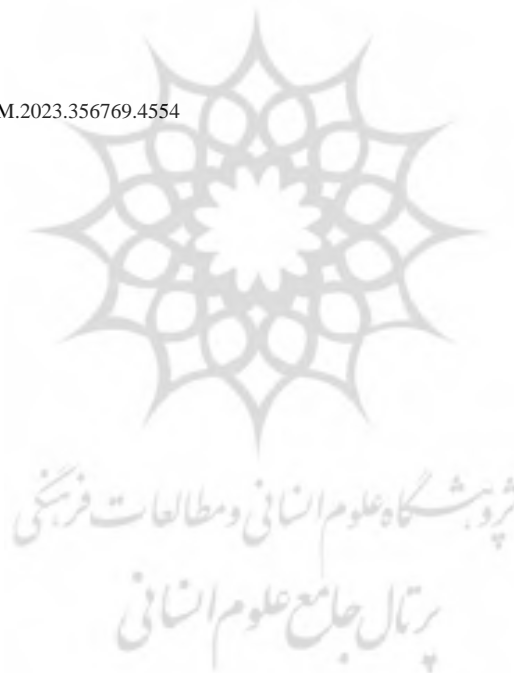 M.2023.356769.4554
پژوهشگاه علوم انسانی و مطالعات فرهنگی
پرتال جامع علوم انسانی